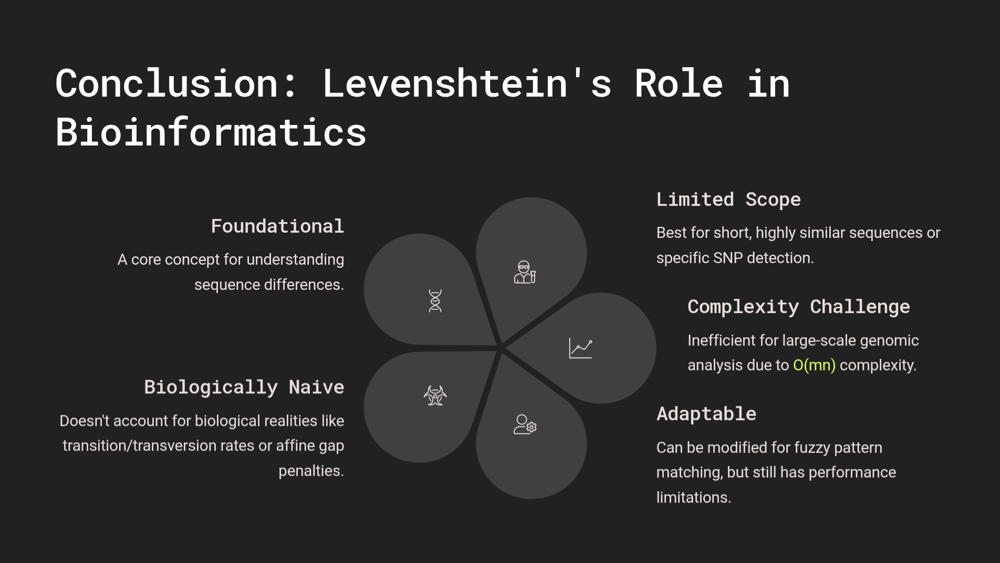 Conclusion: Levenshtein's Role in
Bioinformatics
Foundational
A core concept for understanding
sequence differences.
Limited Scope
Best for short, highly similar sequences or
specific SNP detection.
Complexity Challenge
Inefficient for large-scale genomic
analysis due to O(mn) complexity.
Adaptable
Can be modified for fuzzy pattern
matching, but still has performance
limitations.
Biologically Naive
Doesn't account for biological realities like
transition/transversion rates or affine gap
penalties.